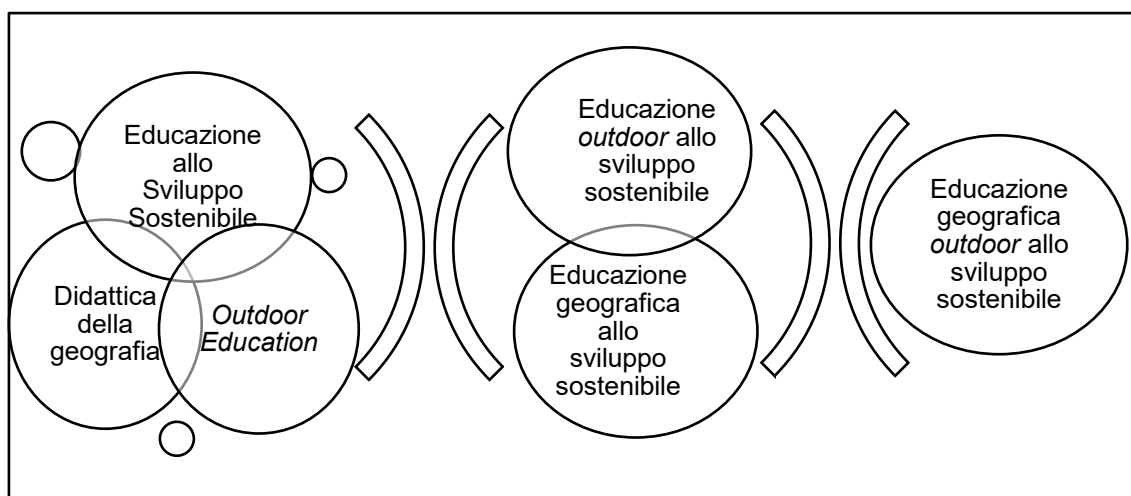 Educazione
allo
Sviluppo
Sostenibile
Didattica
della
geografia
Outdoor
Education
Educazione
outdoor allo
sviluppo
sostenibile
Educazione
geografica
allo
sviluppo
sostenibile
Educazione
geografica
outdoor allo
sviluppo
sostenibile